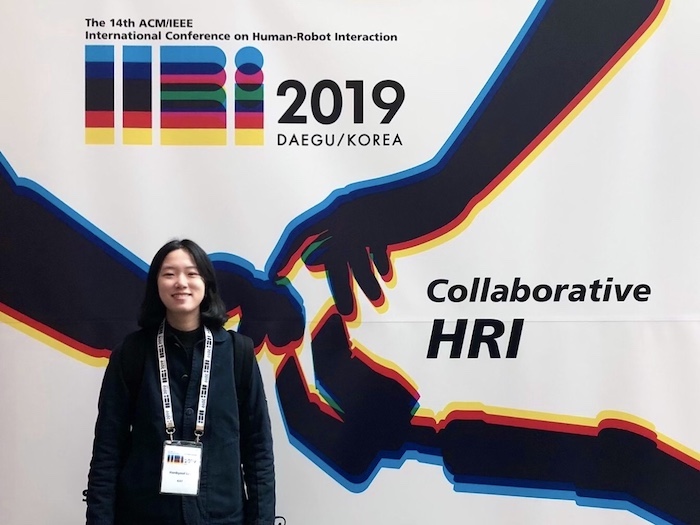 The 14th ACM/IEEE
International Conference on Human-Robot Interaction
HRi 2019
DAEGU/KOREA
Collaborative
HRI